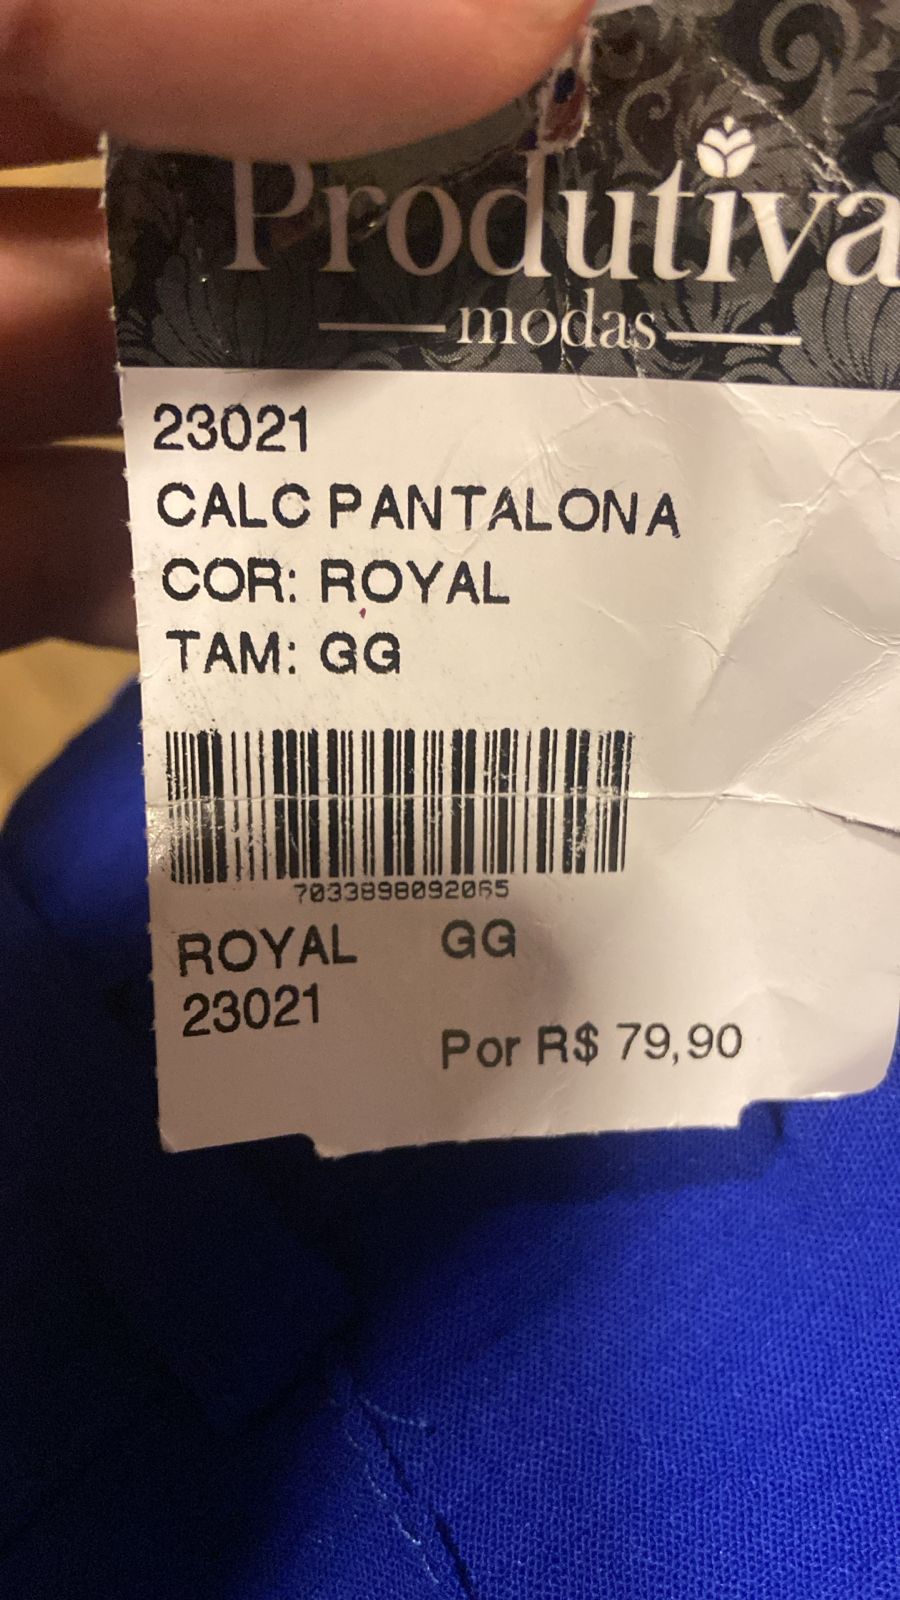 Produtiva
modas
23021
CALC PANTALONA
COR: ROYAL
TAM: GG
7033898092065
ROYAL GG
23021
Por R$ 79,90